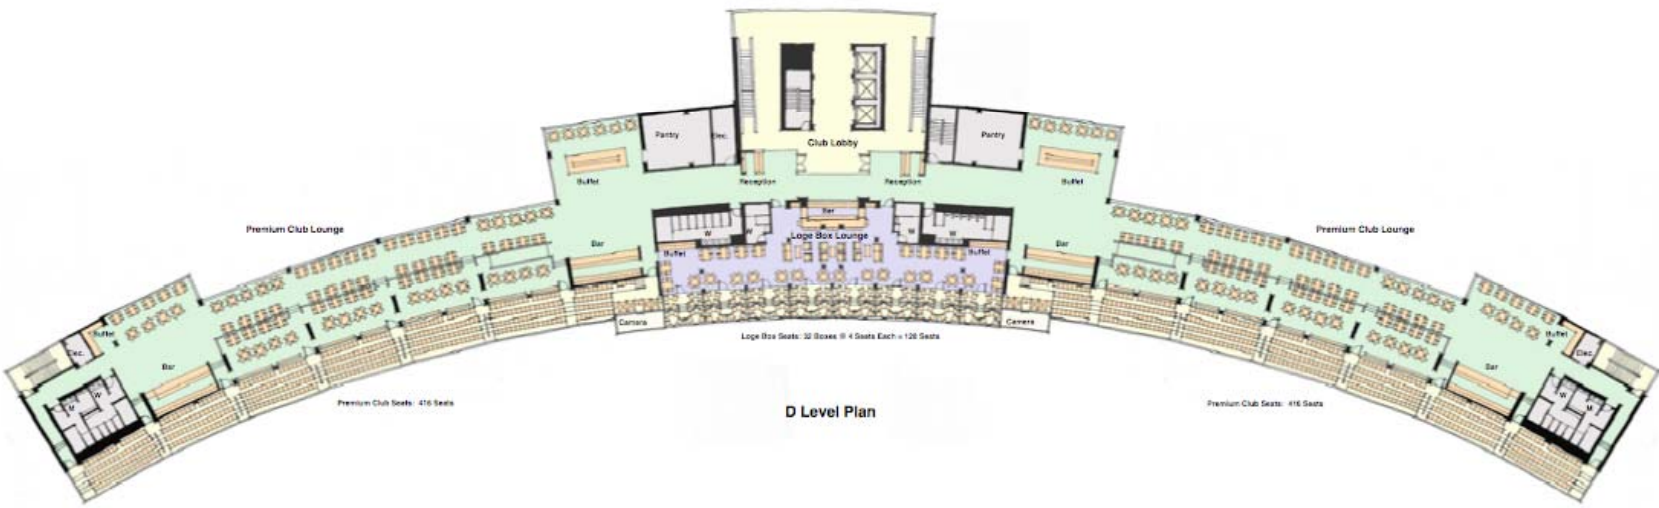 Pantry
Elec.
Pantry
Club Lobby
Buffet
Reception
Reception
Buffet
Bar
Premium Club Lounge
W
W
Loge Box Lounge
W
W
Premium Club Lounge
Bar
Buffet
Buffet
Bar
Camera
Camera
Buffet
Buffet
Loge Box Seats: 32 Boxes @ 4 Seats Each = 128 Seats
Elec.
Elec.
Bar
Bar
W
M
W
M
Premium Club Seats: 416 Seats
Premium Club Seats: 416 Seats
D Level Plan